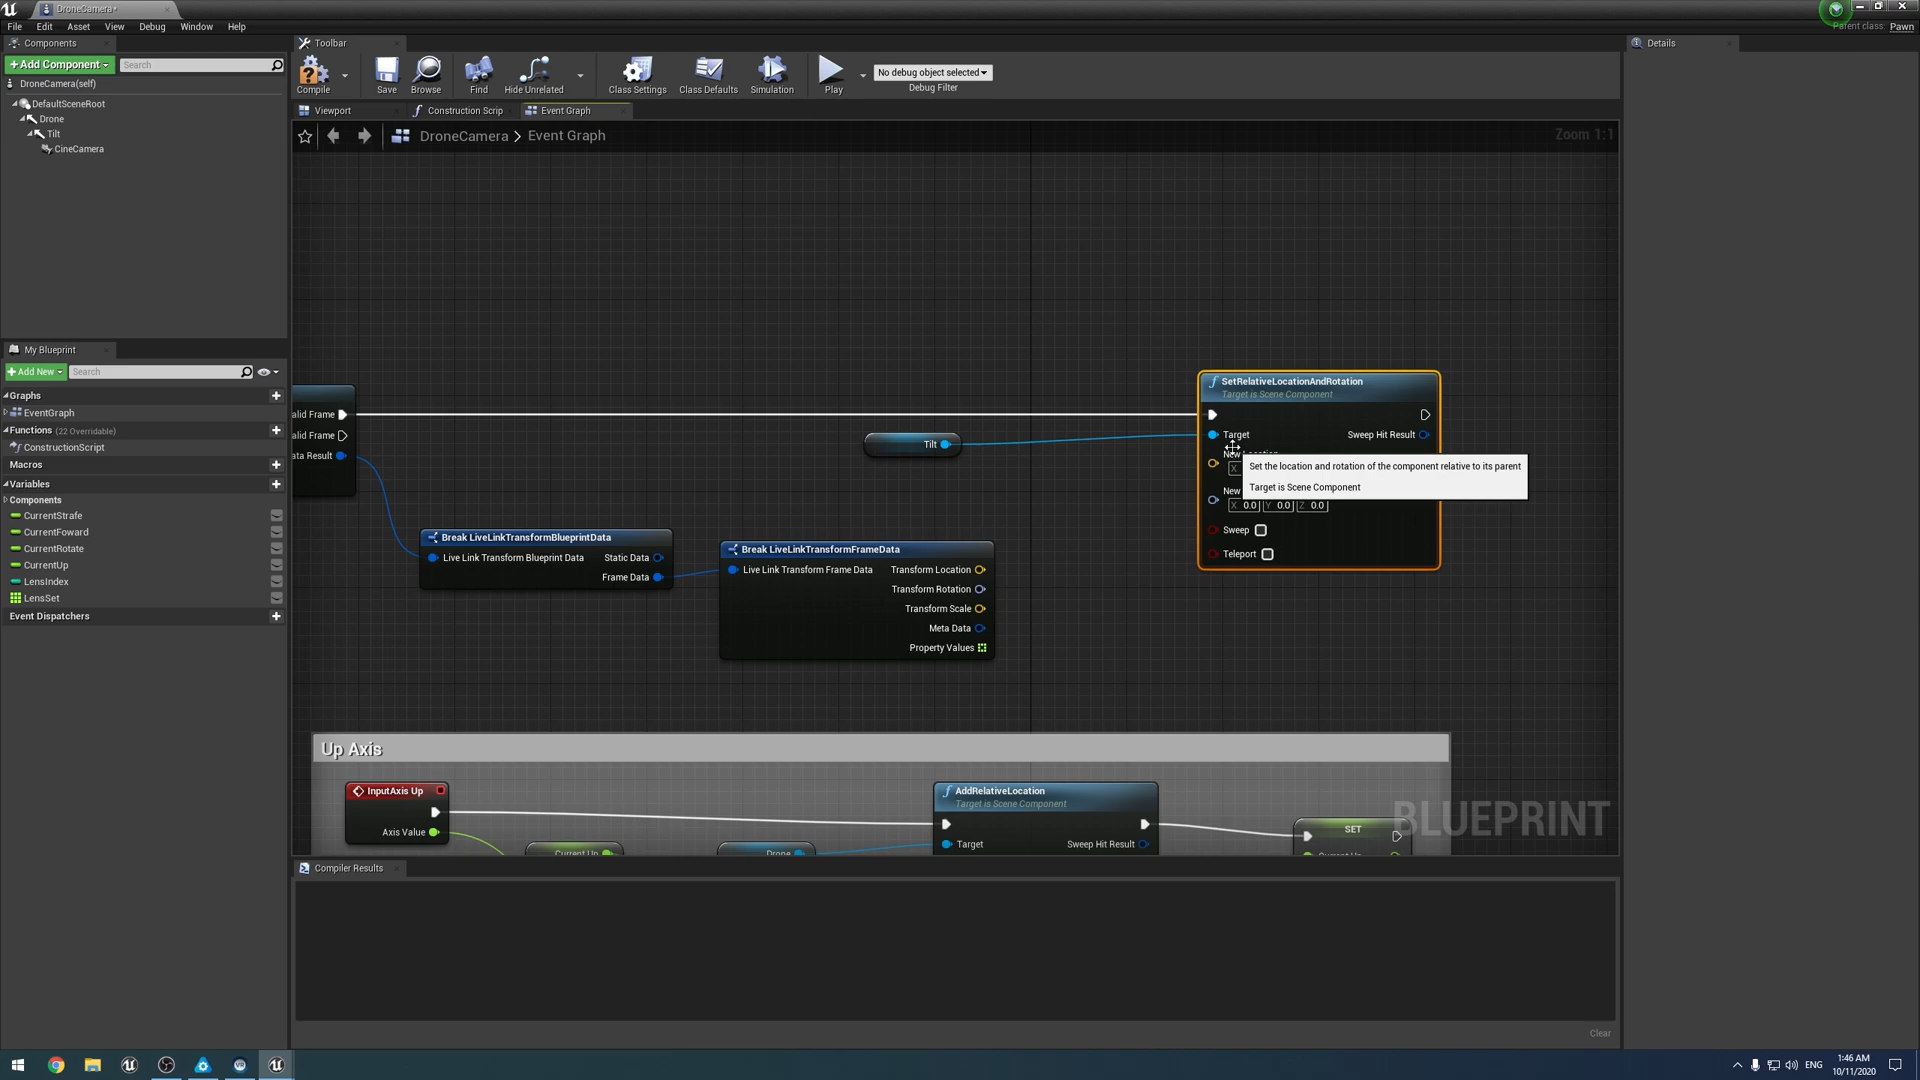 DroneCamera*
File Edit Asset View Debug Window Help
Parent class: Pawn
Components
+Add Component
Search
DroneCamera(self)
DefaultSceneRoot
Drone
Tilt
CineCamera
My Blueprint
+Add New
Search
Graphs
EventGraph
Functions (22 Overridable)
ConstructionScript
Macros
Variables
Components
CurrentStrafe
CurrentFoward
CurrentRotate
CurrentUp
LensIndex
LensSet
Event Dispatchers
Toolbar
Compile Save Browse Find Hide Unrelated Class Settings Class Defaults Simulation Play
No debug object selected
Debug Filter
Viewport Construction Scrip Event Graph
DroneCamera > Event Graph
Zoom 1:1
alid Frame
alid Frame
ata Result
Break LiveLinkTransformBlueprintData
Live Link Transform Blueprint Data Static Data
Frame Data
Break LiveLinkTransformFrameData
Live Link Transform Frame Data Transform Location
Transform Rotation
Transform Scale
Meta Data
Property Values
Tilt
SetRelativeLocationAndRotation
Target is Scene Component
Target Sweep Hit Result
New Location
X
New
X 0.0 Y 0.0 Z 0.0
Sweep
Teleport
Set the location and rotation of the component relative to its parent
Target is Scene Component
Up Axis
InputAxis Up
Axis Value
Current Up
Drone
AddRelativeLocation
Target is Scene Component
Target Sweep Hit Result
SET
Current Up
BLUEPRINT
Compiler Results
Clear
Details
ENG
1:46 AM
10/11/2020